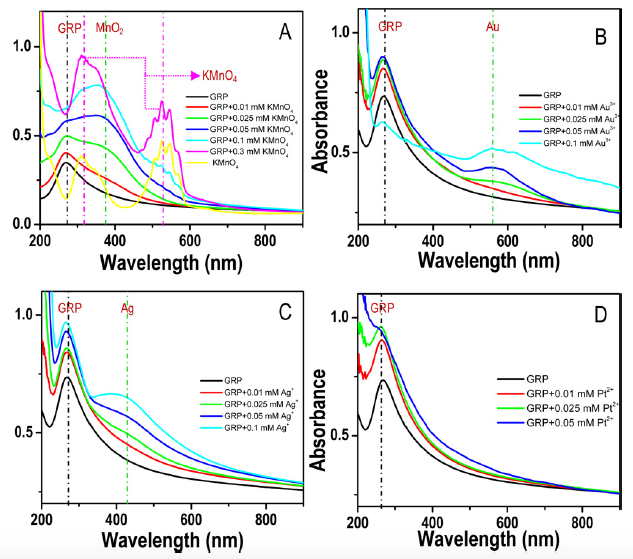 GRP MnO2 A
KMnO4
GRP
GRP+0.01 mM KMnO4
GRP+0.025 mM KMnO4
GRP+0.05 mM KMnO4
GRP+0.1 mM KMnO4
GRP+0.3 mM KMnO4
KMnO4
1.0
0.5
0.0
200 400 600 800
Wavelength (nm)
GRP Au B
GRP
GRP+0.01 mM Au3+
GRP+0.025 mM Au3+
GRP+0.05 mM Au3+
GRP+0.1 mM Au3+
Absorbance
1.0
0.5
200 400 600 800
Wavelength (nm)
GRP Ag C
GRP
GRP+0.01 mM Ag+
GRP+0.025 mM Ag+
GRP+0.05 mM Ag+
GRP+0.1 mM Ag+
1.0
0.5
200 400 600 800
Wavelength (nm)
GRP D
GRP
GRP+0.01 mM Pt2+
GRP+0.025 mM Pt2+
GRP+0.05 mM Pt2+
Absorbance
1.0
0.5
200 400 600 800
Wavelength (nm)